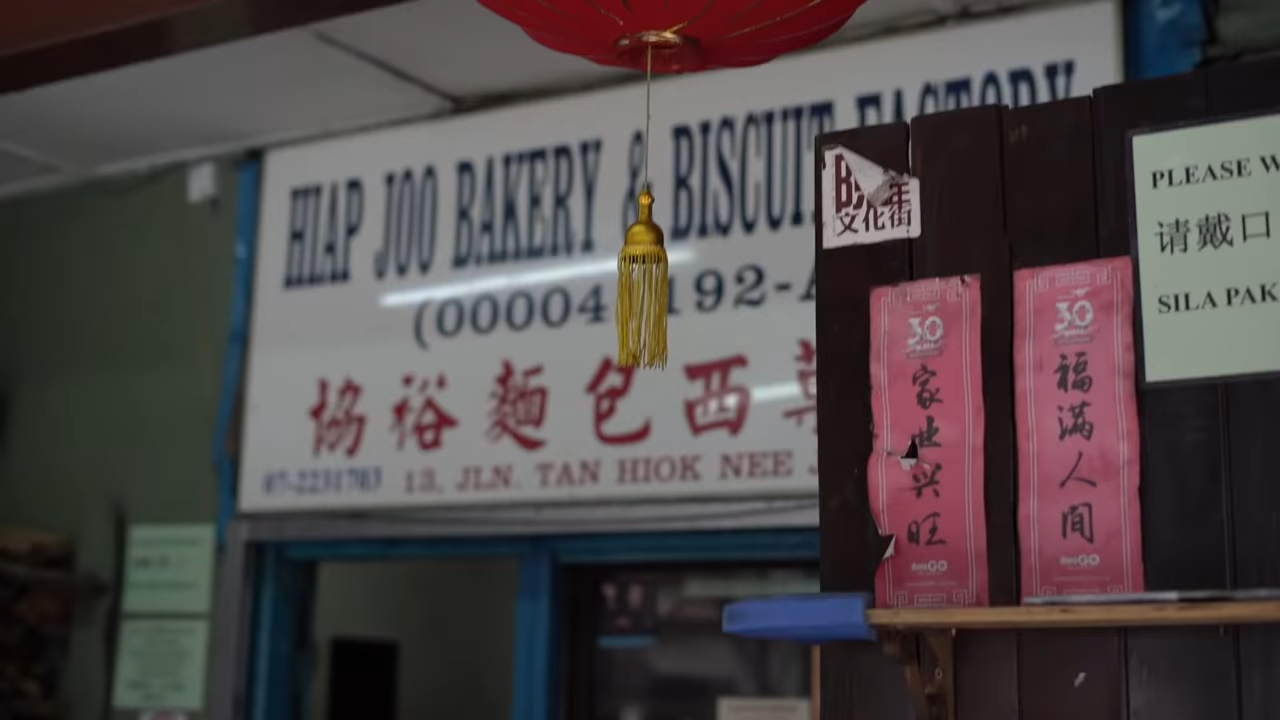 HIAP JOO BAKERY & BISCUIT FACTORY
(00004 192-A
協裕麵包西
07-2231703 13, JLN. TAN HIOK NEE
文化街
30
家业兴旺
30
福满人间
PLEASE W
请戴口
SILA PAK